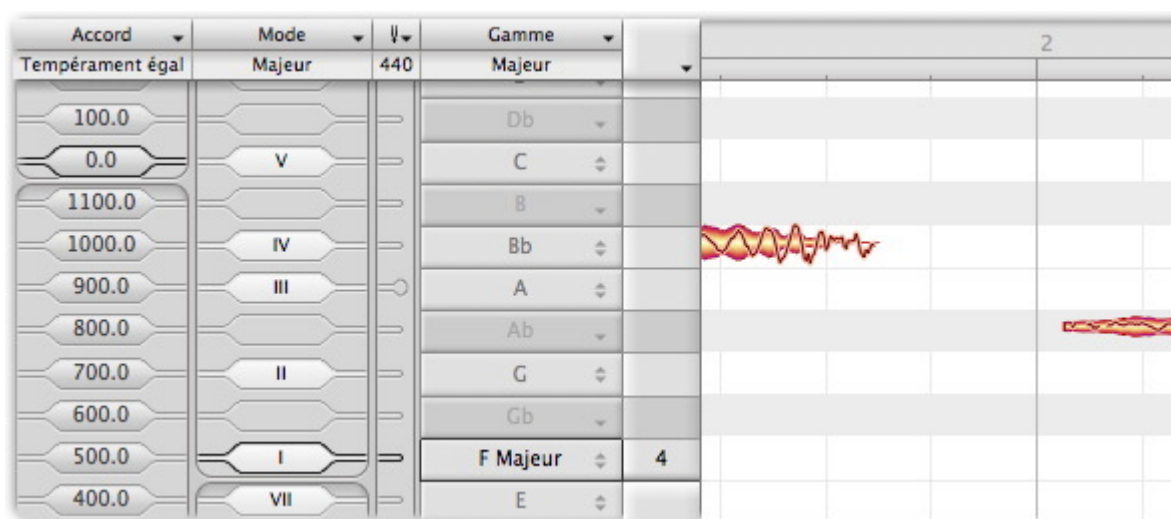 Accord Mode Gamme 2
Tempérament égal Majeur 440 Majeur
100.0 Db
0.0 V C
1100.0 B
1000.0 IV Bb
900.0 III A
800.0 Ab
700.0 II G
600.0 Gb
500.0 I F Majeur 4
400.0 VII E